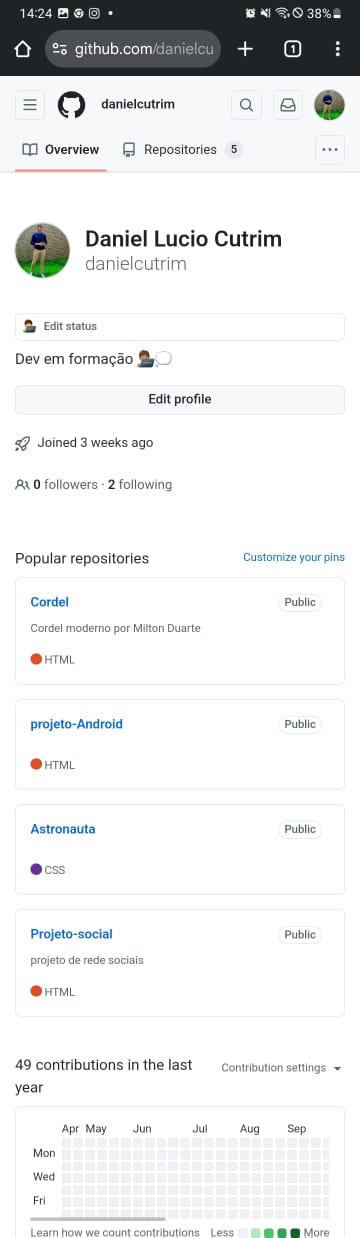 14:24 38%
github.com/danielcu 1
danielcutrim
Overview Repositories 5
Daniel Lucio Cutrim
danielcutrim
Edit status
Dev em formação
Edit profile
Joined 3 weeks ago
0 followers · 2 following
Popular repositories Customize your pins
Cordel Public
Cordel moderno por Milton Duarte
HTML
projeto-Android Public
HTML
Astronauta Public
CSS
Projeto-social Public
projeto de rede sociais
HTML
49 contributions in the last
year
Contribution settings
Apr May Jun Jul Aug Sep
Mon
Wed
Fri
Learn how we count contributions Less More